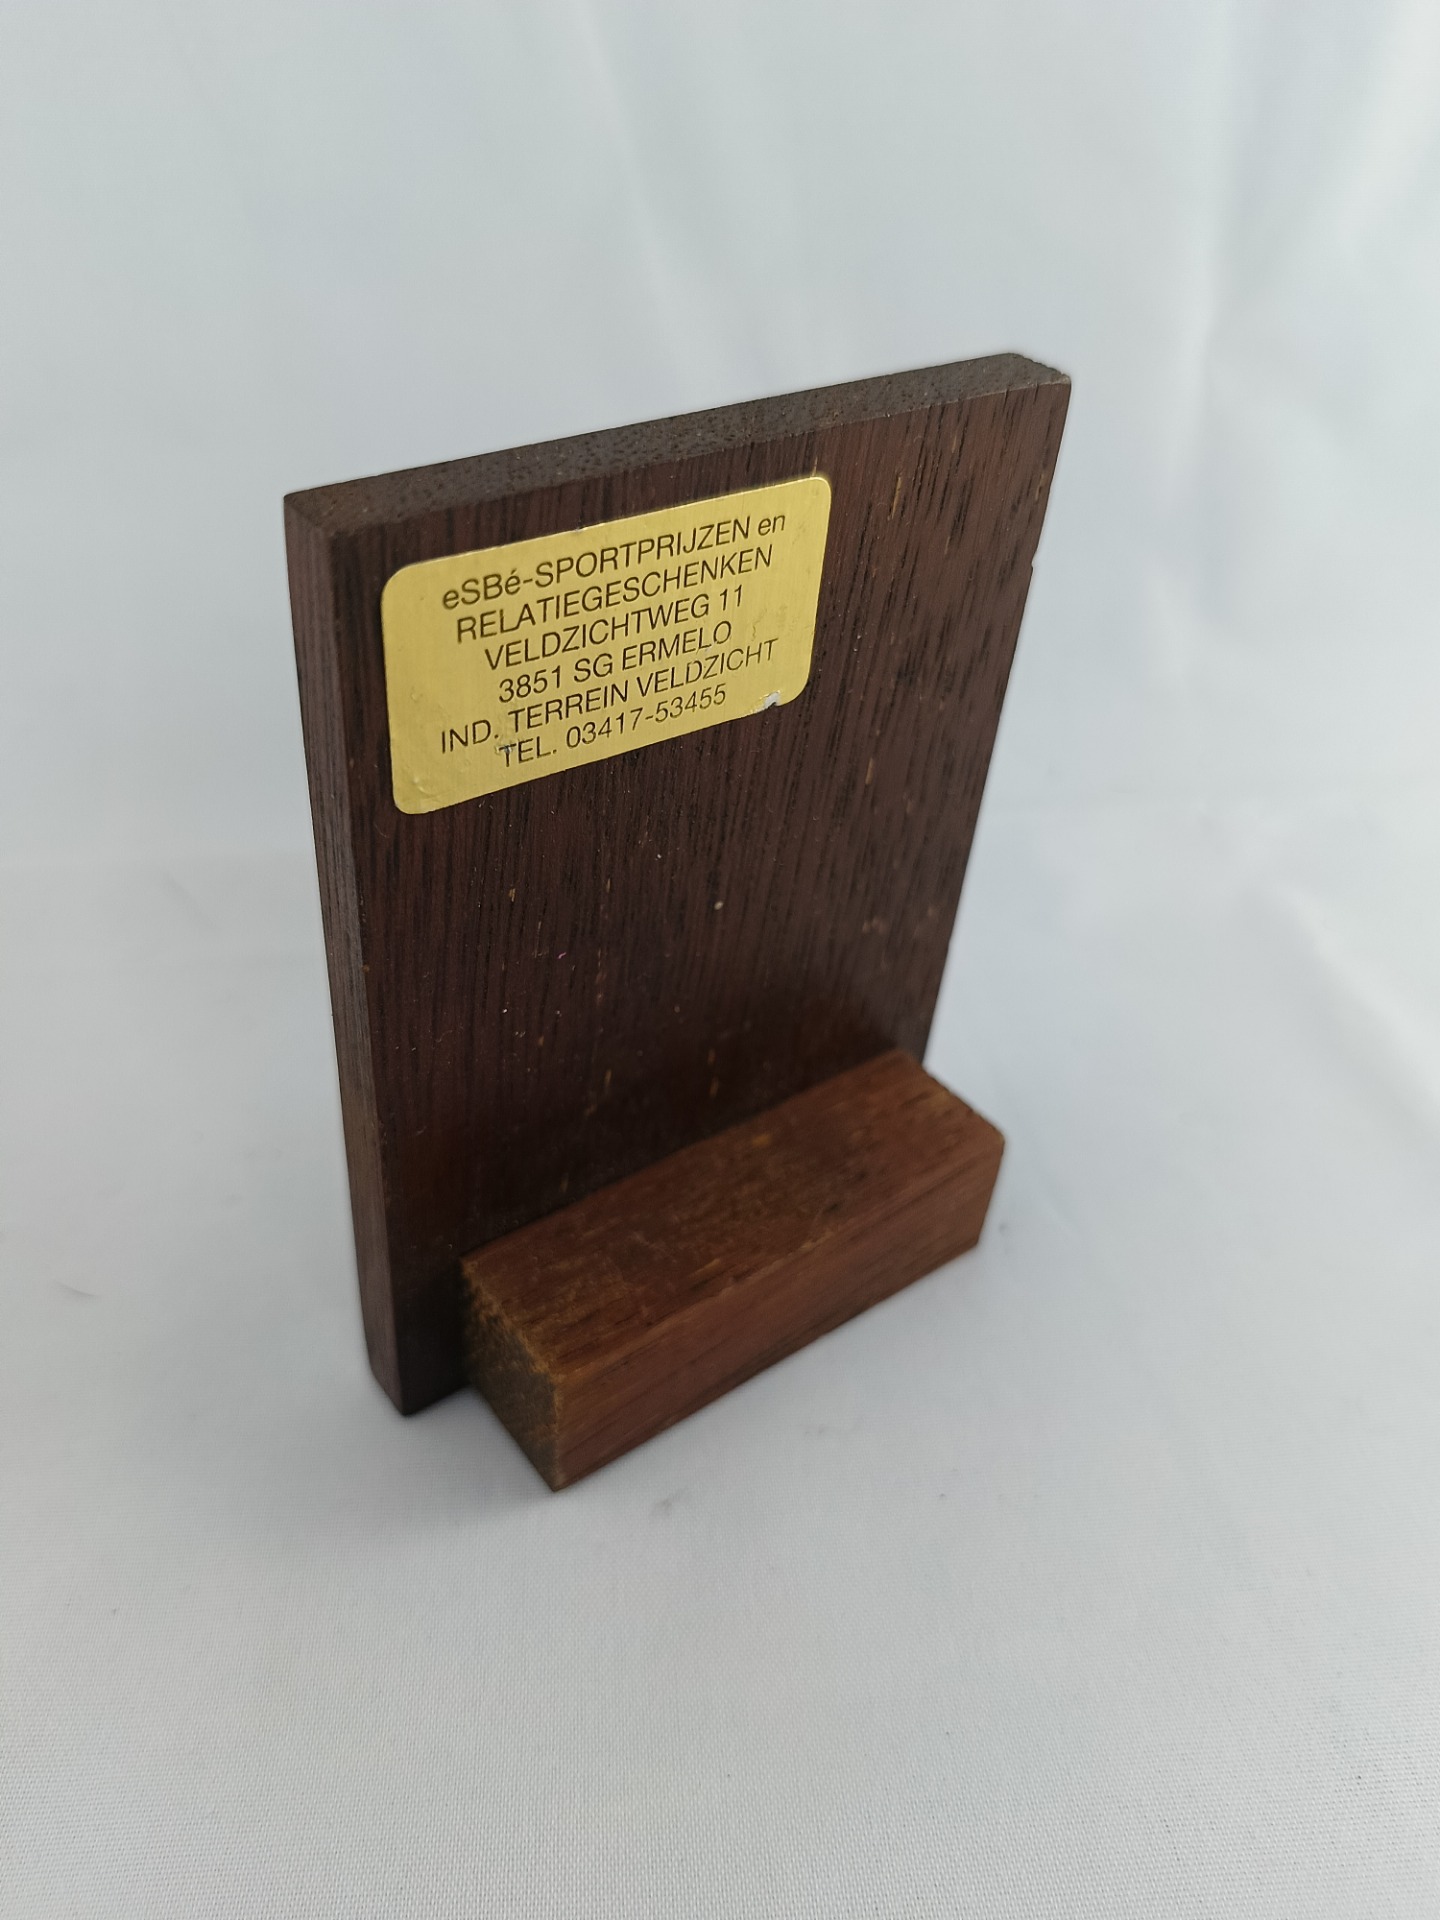 eSBé-SPORTPRIJZEN en
RELATIEGESCHENKEN
VELDZICHTWEG 11
3851 SG ERMELO
IND. TERREIN VELDZICHT
TEL. 03417-53455